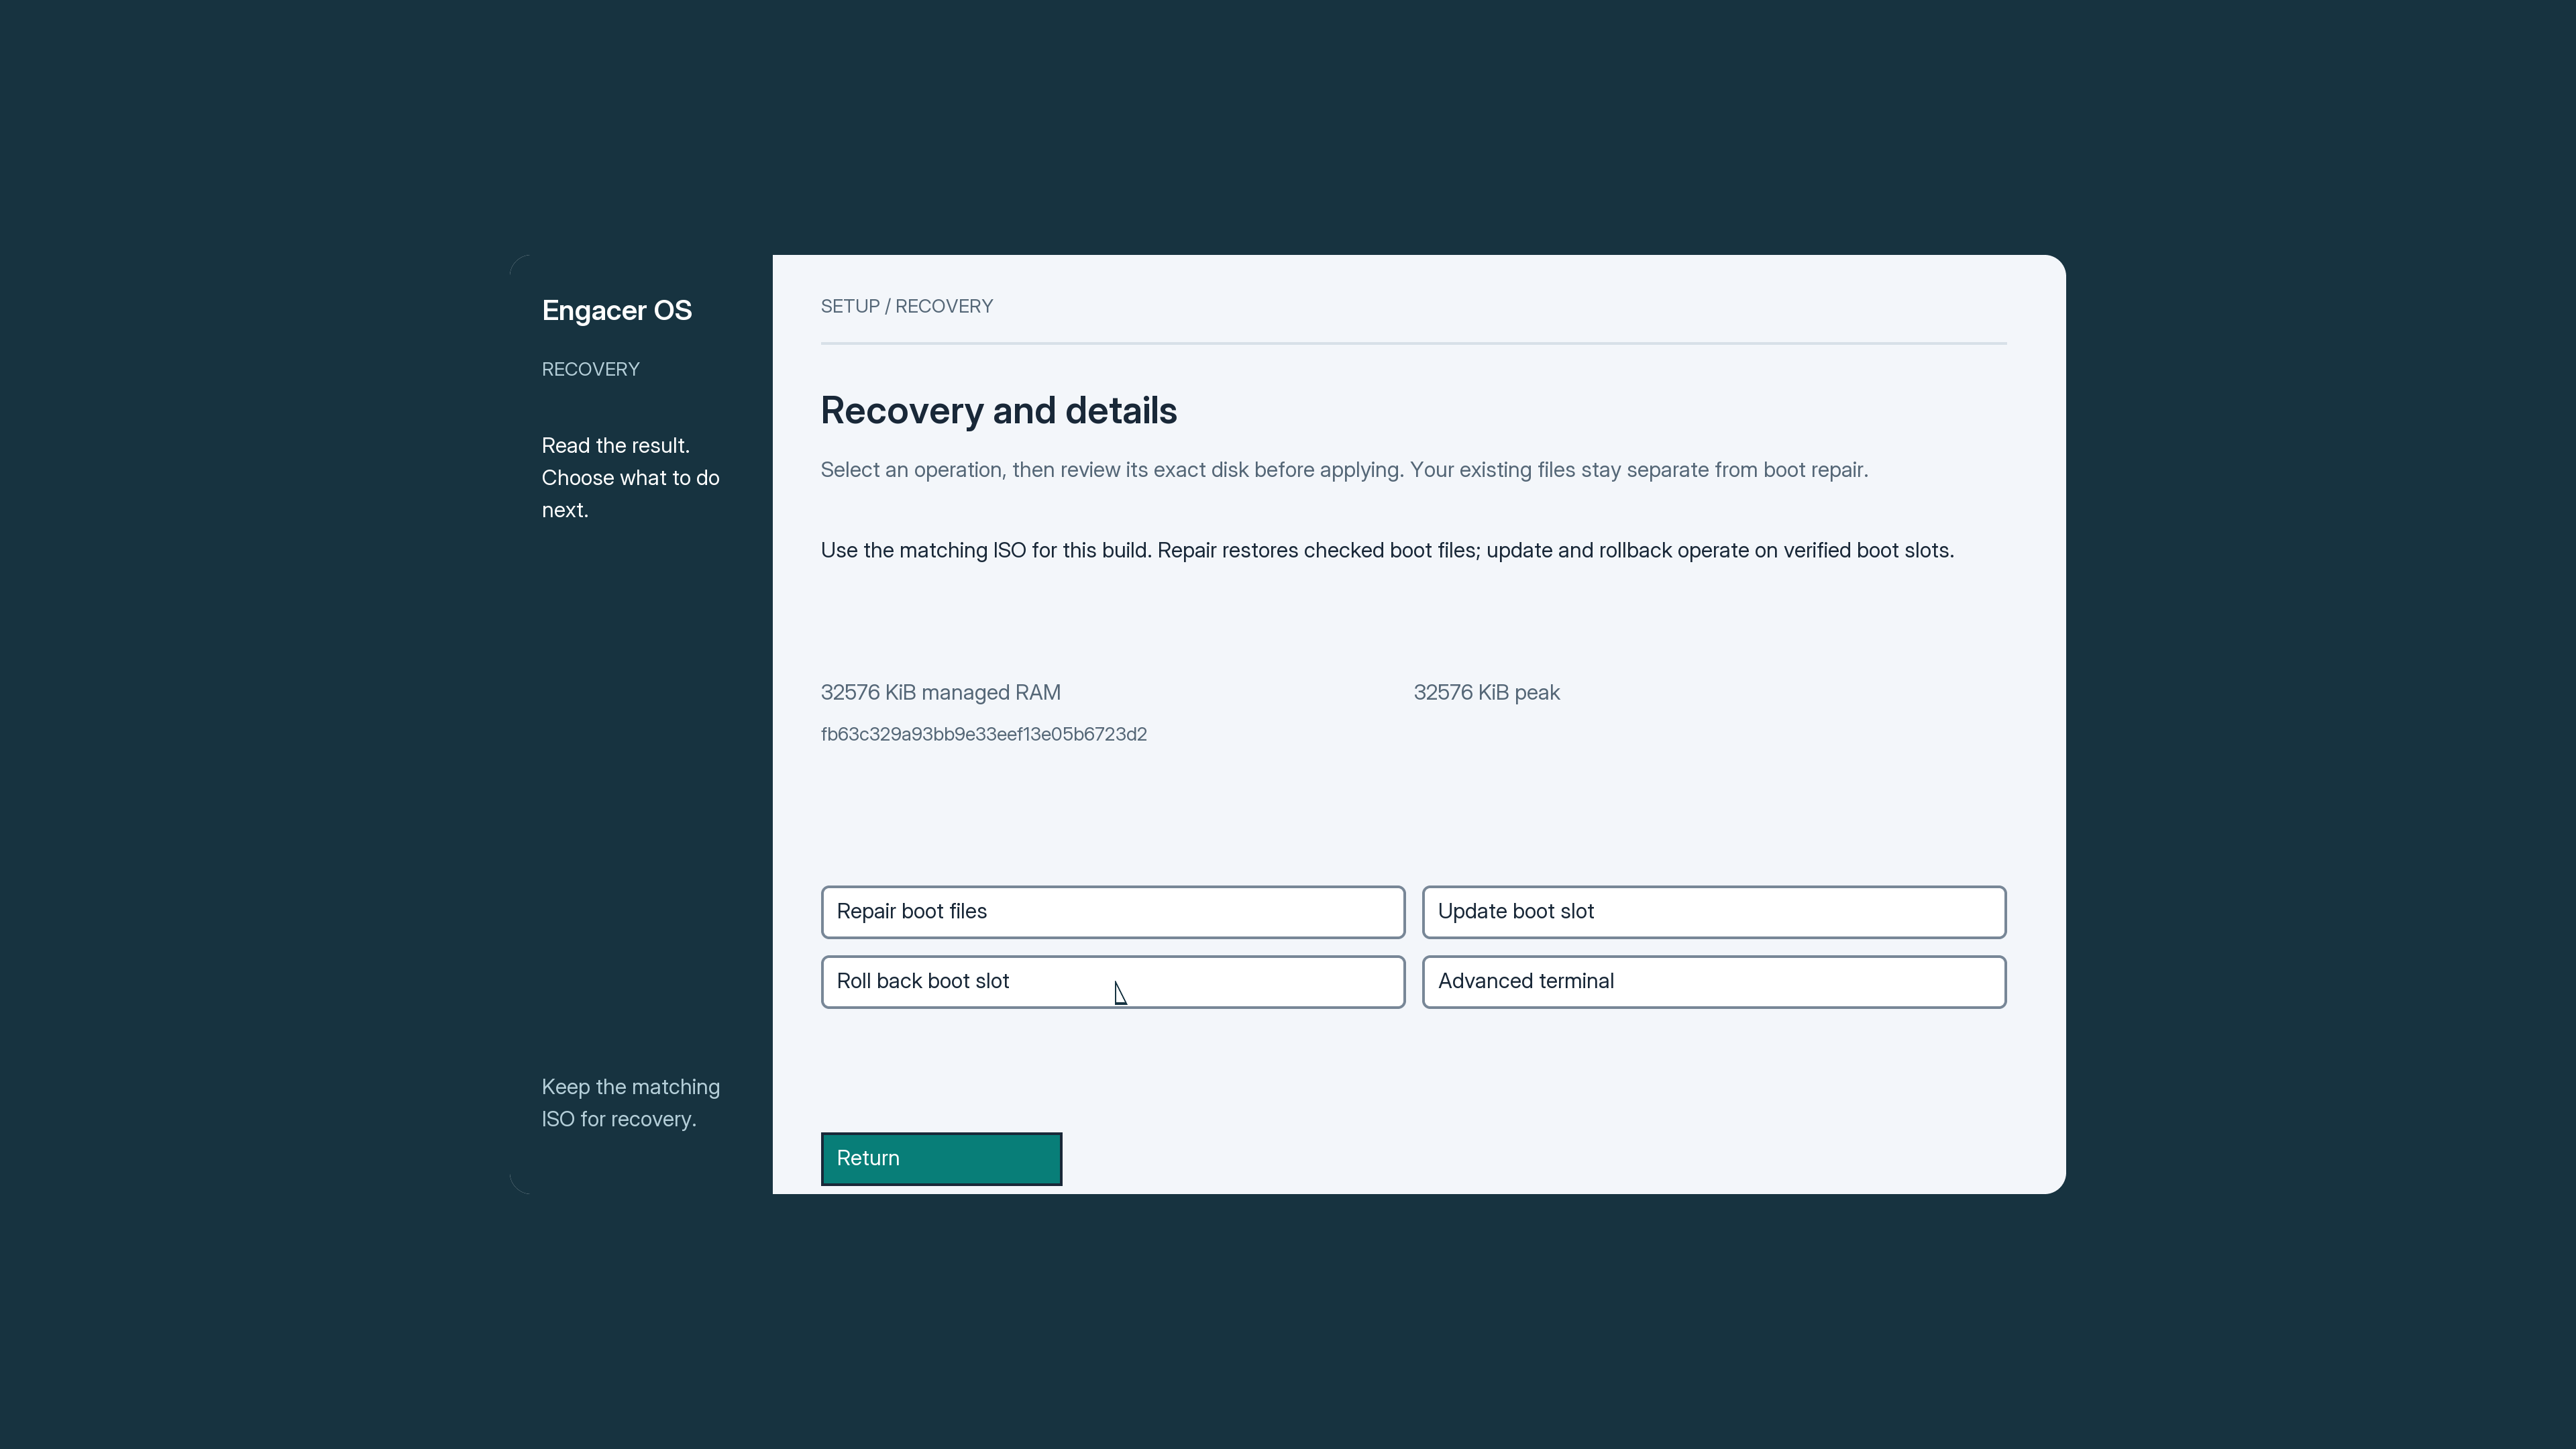 Engacer OS
RECOVERY
Read the result.
Choose what to do
next.
Keep the matching
ISO for recovery.
SETUP / RECOVERY
Recovery and details
Select an operation, then review its exact disk before applying. Your existing files stay separate from boot repair.
Use the matching ISO for this build. Repair restores checked boot files; update and rollback operate on verified boot slots.
32576 KiB managed RAM
32576 KiB peak
fb63c329a93bb9e33eef13e05b6723d2
Repair boot files
Update boot slot
Roll back boot slot
Advanced terminal
Return